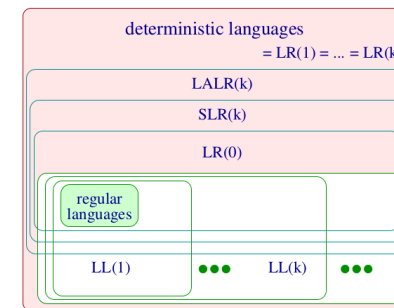 deterministic languages
= LR(1) = ... = LR(k
LALR(k)
SLR(k)
LR(0)
regular
languages
LL(1)
LL(k)